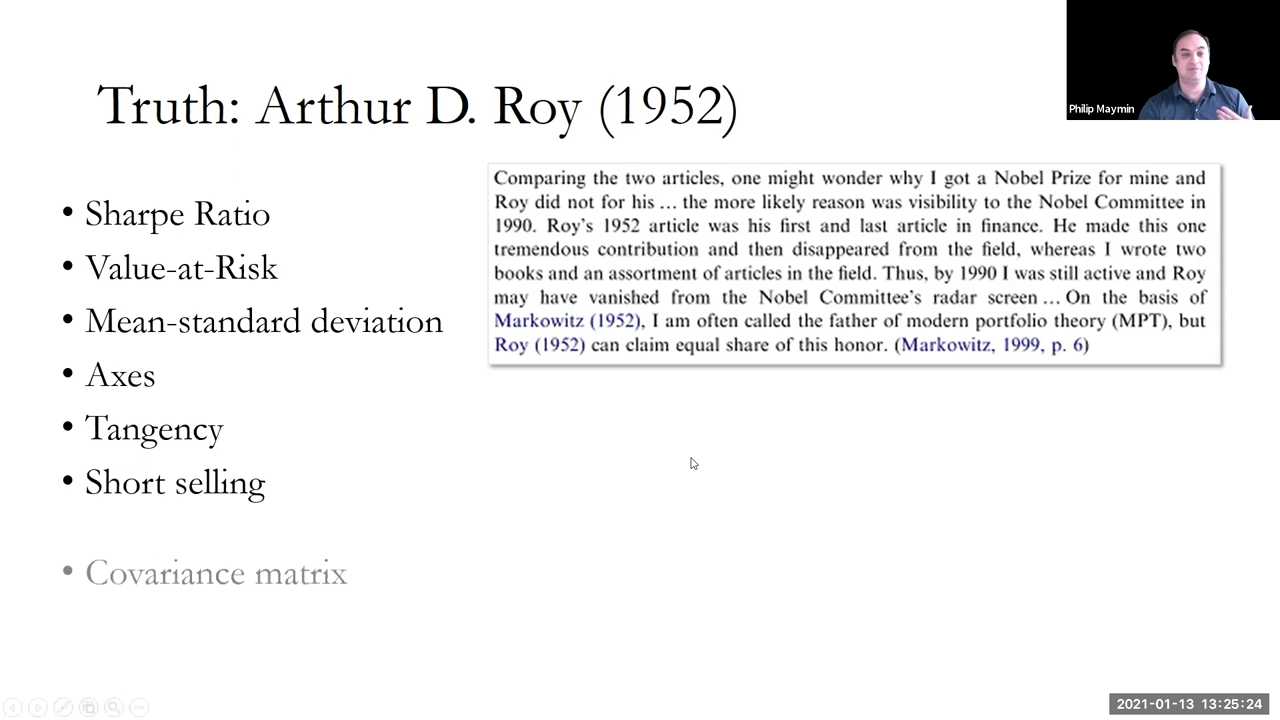 Philip Maymin
Truth: Arthur D. Roy (1952)
• Sharpe Ratio
• Value-at-Risk
• Mean-standard deviation
• Axes
• Tangency
• Short selling
• Covariance matrix
Comparing the two articles, one might wonder why I got a Nobel Prize for mine and
Roy did not for his … the more likely reason was visibility to the Nobel Committee in
1990. Roy’s 1952 article was his first and last article in finance. He made this one
tremendous contribution and then disappeared from the field, whereas I wrote two
books and an assortment of articles in the field. Thus, by 1990 I was still active and Roy
may have vanished from the Nobel Committee’s radar screen … On the basis of
Markowitz (1952), I am often called the father of modern portfolio theory (MPT), but
Roy (1952) can claim equal share of this honor. (Markowitz, 1999, p. 6)
2021-01-13 13:25:24